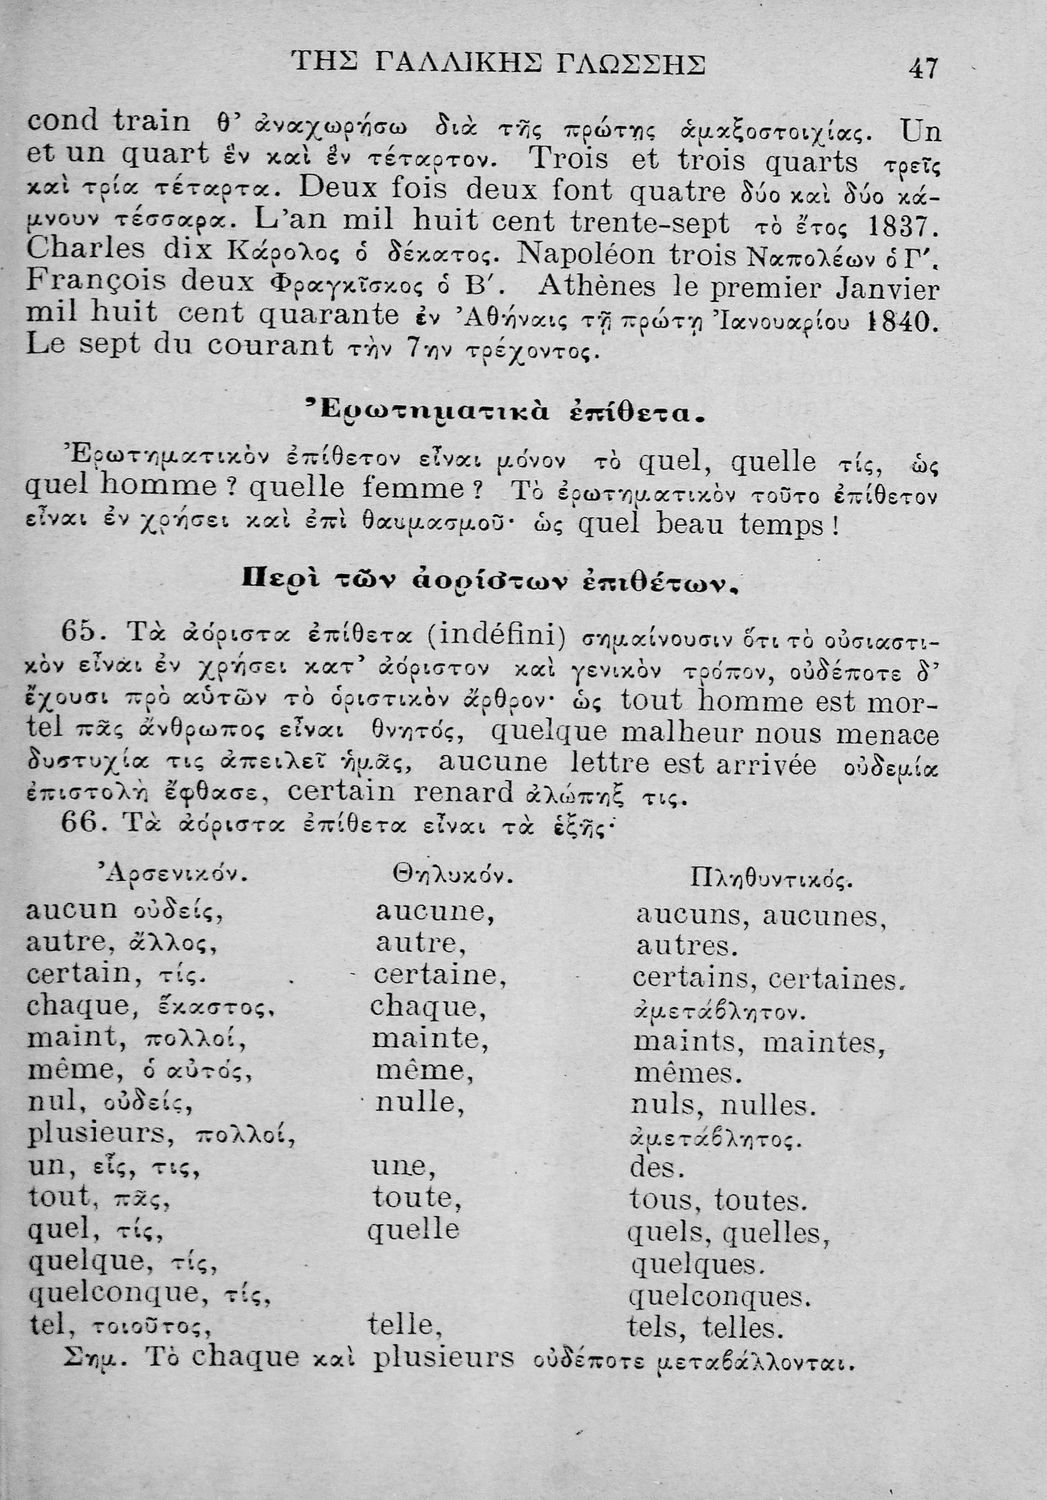 ΤΗΣ ΓΑΛΛΙΚΗΣ ΓΛΩΣΣΗΣ 47
cond train θ’ ἀναχωρήσω διὰ τῆς πρώτης ἁμαξοστοιχίας. Un
et un quart ἓν καὶ ἓν τέταρτον. Trois et trois quarts τρεῖς
καὶ τρία τέταρτα. Deux fois deux font quatre δύο καὶ δύο κά-
μνουν τέσσαρα. L’an mil huit cent trente-sept τὸ ἔτος 1837.
Charles dix Κάρολος ὁ δέκατος. Napoléon trois Ναπολέων ὁ Γ′.
François deux Φραγκῖσκος ὁ Β′. Athènes le premier Janvier
mil huit cent quarante ἐν Ἀθήναις τῇ πρώτῃ Ἰανουαρίου 1840.
Le sept du courant τὴν 7ην τρέχοντος.
Ἐρωτηματικὰ ἐπίθετα.
Ἐρωτηματικὸν ἐπίθετον εἶναι μόνον τὸ quel, quelle τίς, ὡς
quel homme ? quelle femme ? Τὸ ἐρωτηματικὸν τοῦτο ἐπίθετον
εἶναι ἐν χρήσει καὶ ἐπὶ θαυμασμοῦ· ὡς quel beau temps !
Περὶ τῶν ἀορίστων ἐπιθέτων.
65. Τὰ ἀόριστα ἐπίθετα (indéfini) σημαίνουσιν ὅτι τὸ οὐσιαστι-
κὸν εἶναι ἐν χρήσει κατ’ ἀόριστον καὶ γενικὸν τρόπον, οὐδέποτε δ’
ἔχουσι πρὸ αὑτῶν τὸ ὁριστικὸν ἄρθρον· ὡς tout homme est mor-
tel πᾶς ἄνθρωπος εἶναι θνητός, quelque malheur nous menace
δυστυχία τις ἀπειλεῖ ἡμᾶς, aucune lettre est arrivée οὐδεμία
ἐπιστολὴ ἔφθασε, certain renard ἀλώπηξ τις.
66. Τὰ ἀόριστα ἐπίθετα εἶναι τὰ ἑξῆς·
Ἀρσενικόν. Θηλυκόν. Πληθυντικός.
aucun οὐδείς, aucune, aucuns, aucunes,
autre, ἄλλος, autre, autres.
certain, τίς. certaine, certains, certaines.
chaque, ἕκαστος, chaque, ἀμετάβλητον.
maint, πολλοί, mainte, maints, maintes,
même, ὁ αὐτός, même, mêmes.
nul, οὐδείς, nulle, nuls, nulles.
plusieurs, πολλοί, ἀμετάβλητος.
un, εἷς, τις, une, des.
tout, πᾶς, toute, tous, toutes.
quel, τίς, quelle quels, quelles,
quelque, τίς, quelques.
quelconque, τίς, quelconques.
tel, τοιοῦτος, telle, tels, telles.
Σημ. Τὸ chaque καὶ plusieurs οὐδέποτε μεταβάλλονται.